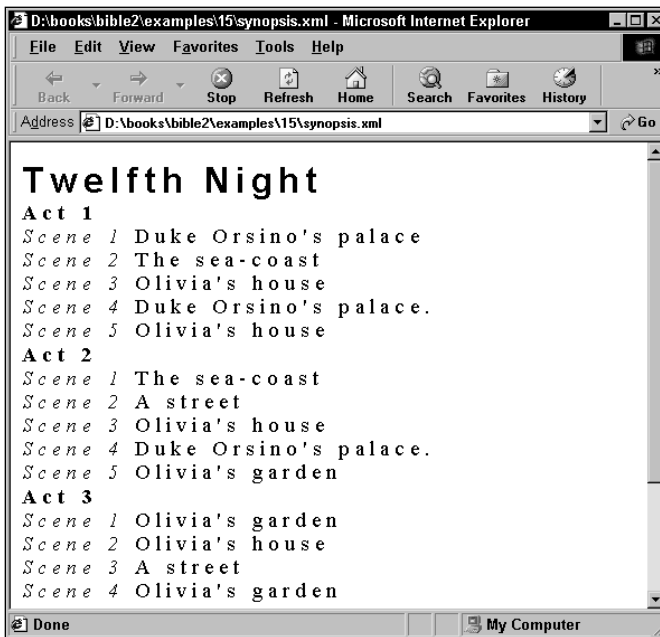 D:\books\bible2\examples\15\synopsis.xml - Microsoft Internet Explorer
File Edit View Favorites Tools Help
Back Forward Stop Refresh Home Search Favorites History »
Address D:\books\bible2\examples\15\synopsis.xml Go
Twelfth Night
Act 1
Scene 1 Duke Orsino's palace
Scene 2 The sea-coast
Scene 3 Olivia's house
Scene 4 Duke Orsino's palace.
Scene 5 Olivia's house
Act 2
Scene 1 The sea-coast
Scene 2 A street
Scene 3 Olivia's house
Scene 4 Duke Orsino's palace.
Scene 5 Olivia's garden
Act 3
Scene 1 Olivia's garden
Scene 2 Olivia's house
Scene 3 A street
Scene 4 Olivia's garden
Done My Computer